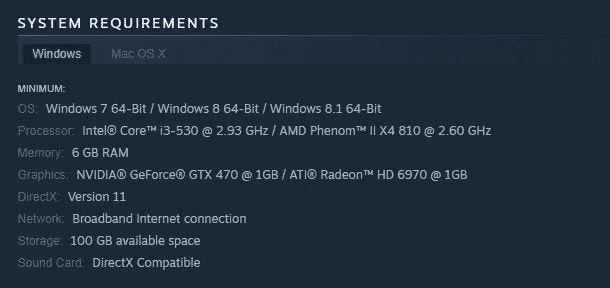 SYSTEM REQUIREMENTS
Windows Mac OS X
MINIMUM:
OS: Windows 7 64-Bit / Windows 8 64-Bit / Windows 8.1 64-Bit
Processor: Intel® Core™ i3-530 @ 2.93 GHz / AMD Phenom™ II X4 810 @ 2.60 GHz
Memory: 6 GB RAM
Graphics: NVIDIA® GeForce® GTX 470 @ 1GB / ATI® Radeon™ HD 6970 @ 1GB
DirectX: Version 11
Network: Broadband Internet connection
Storage: 100 GB available space
Sound Card: DirectX Compatible